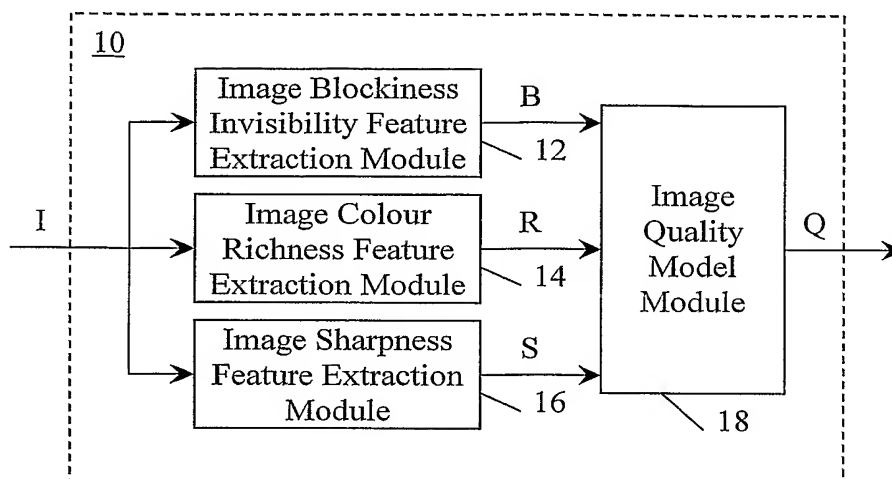 10
Image Blockiness
Invisibility Feature
Extraction Module
B
12
I
Image Colour
Richness Feature
Extraction Module
R
14
Image Sharpness
Feature Extraction
Module
S
16
Image
Quality
Model
Module
18
Q